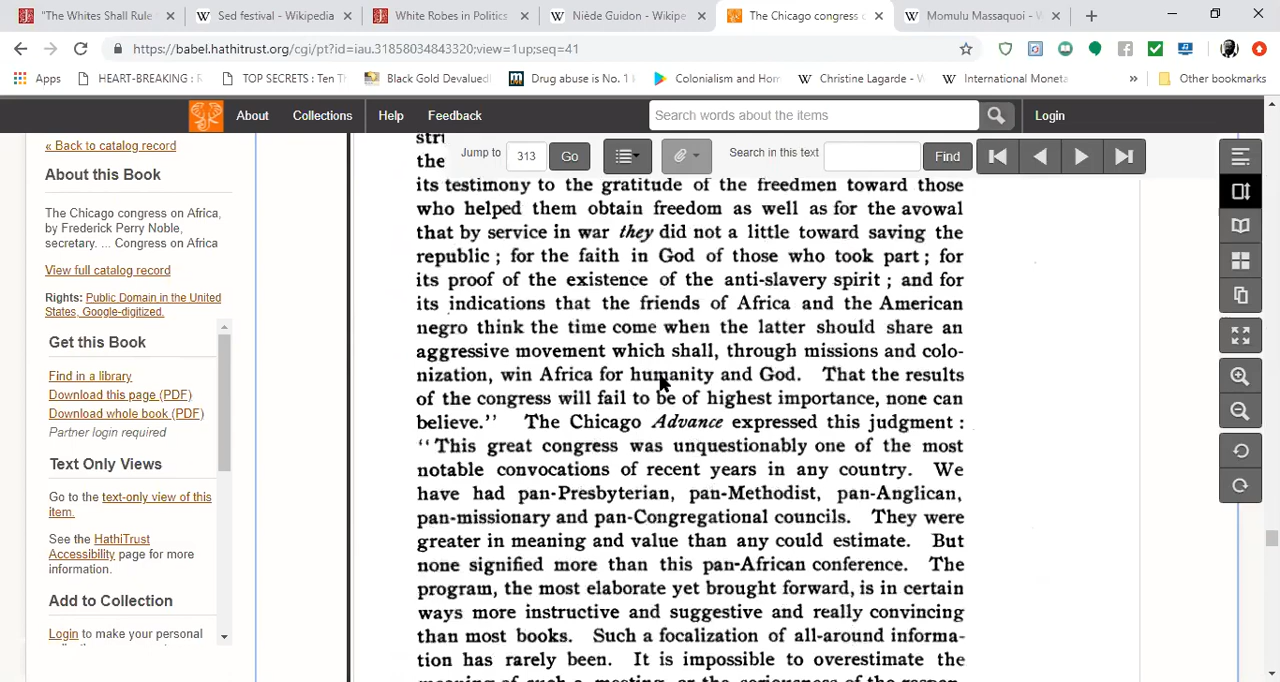 "The Whites Shall Rule
Sed festival - Wikipedia
White Robes in Politics
Niède Guidon - Wikipe
The Chicago congress
Momulu Massaquoi - W
https://babel.hathitrust.org/cgi/pt?id=iau.31858034843320;view=1up;seq=41
Apps
HEART-BREAKING : R
TOP SECRETS : Ten Th
Black Gold Devalued
Drug abuse is No. 1
Colonialism and Hom
Christine Lagarde - W
International Moneta
»
Other bookmarks
About
Collections
Help
Feedback
Search words about the items
Login
« Back to catalog record
About this Book
The Chicago congress on Africa,
by Frederick Perry Noble,
secretary. ... Congress on Africa
View full catalog record
Rights: Public Domain in the United
States, Google-digitized.
Get this Book
Find in a library
Download this page (PDF)
Download whole book (PDF)
Partner login required
Text Only Views
Go to the text-only view of this
item.
See the HathiTrust
Accessibility page for more
information.
Add to Collection
Login to make your personal
Jump to
313
Go
Search in this text
Find
the
its testimony to the gratitude of the freedmen toward those
who helped them obtain freedom as well as for the avowal
that by service in war they did not a little toward saving the
republic ; for the faith in God of those who took part ; for
its proof of the existence of the anti-slavery spirit ; and for
its indications that the friends of Africa and the American
negro think the time come when the latter should share an
aggressive movement which shall, through missions and colo-
nization, win Africa for humanity and God. That the results
of the congress will fail to be of highest importance, none can
believe." The Chicago Advance expressed this judgment :
"This great congress was unquestionably one of the most
notable convocations of recent years in any country. We
have had pan-Presbyterian, pan-Methodist, pan-Anglican,
pan-missionary and pan-Congregational councils. They were
greater in meaning and value than any could estimate. But
none signified more than this pan-African conference. The
program, the most elaborate yet brought forward, is in certain
ways more instructive and suggestive and really convincing
than most books. Such a focalization of all-around informa-
tion has rarely been. It is impossible to overestimate the